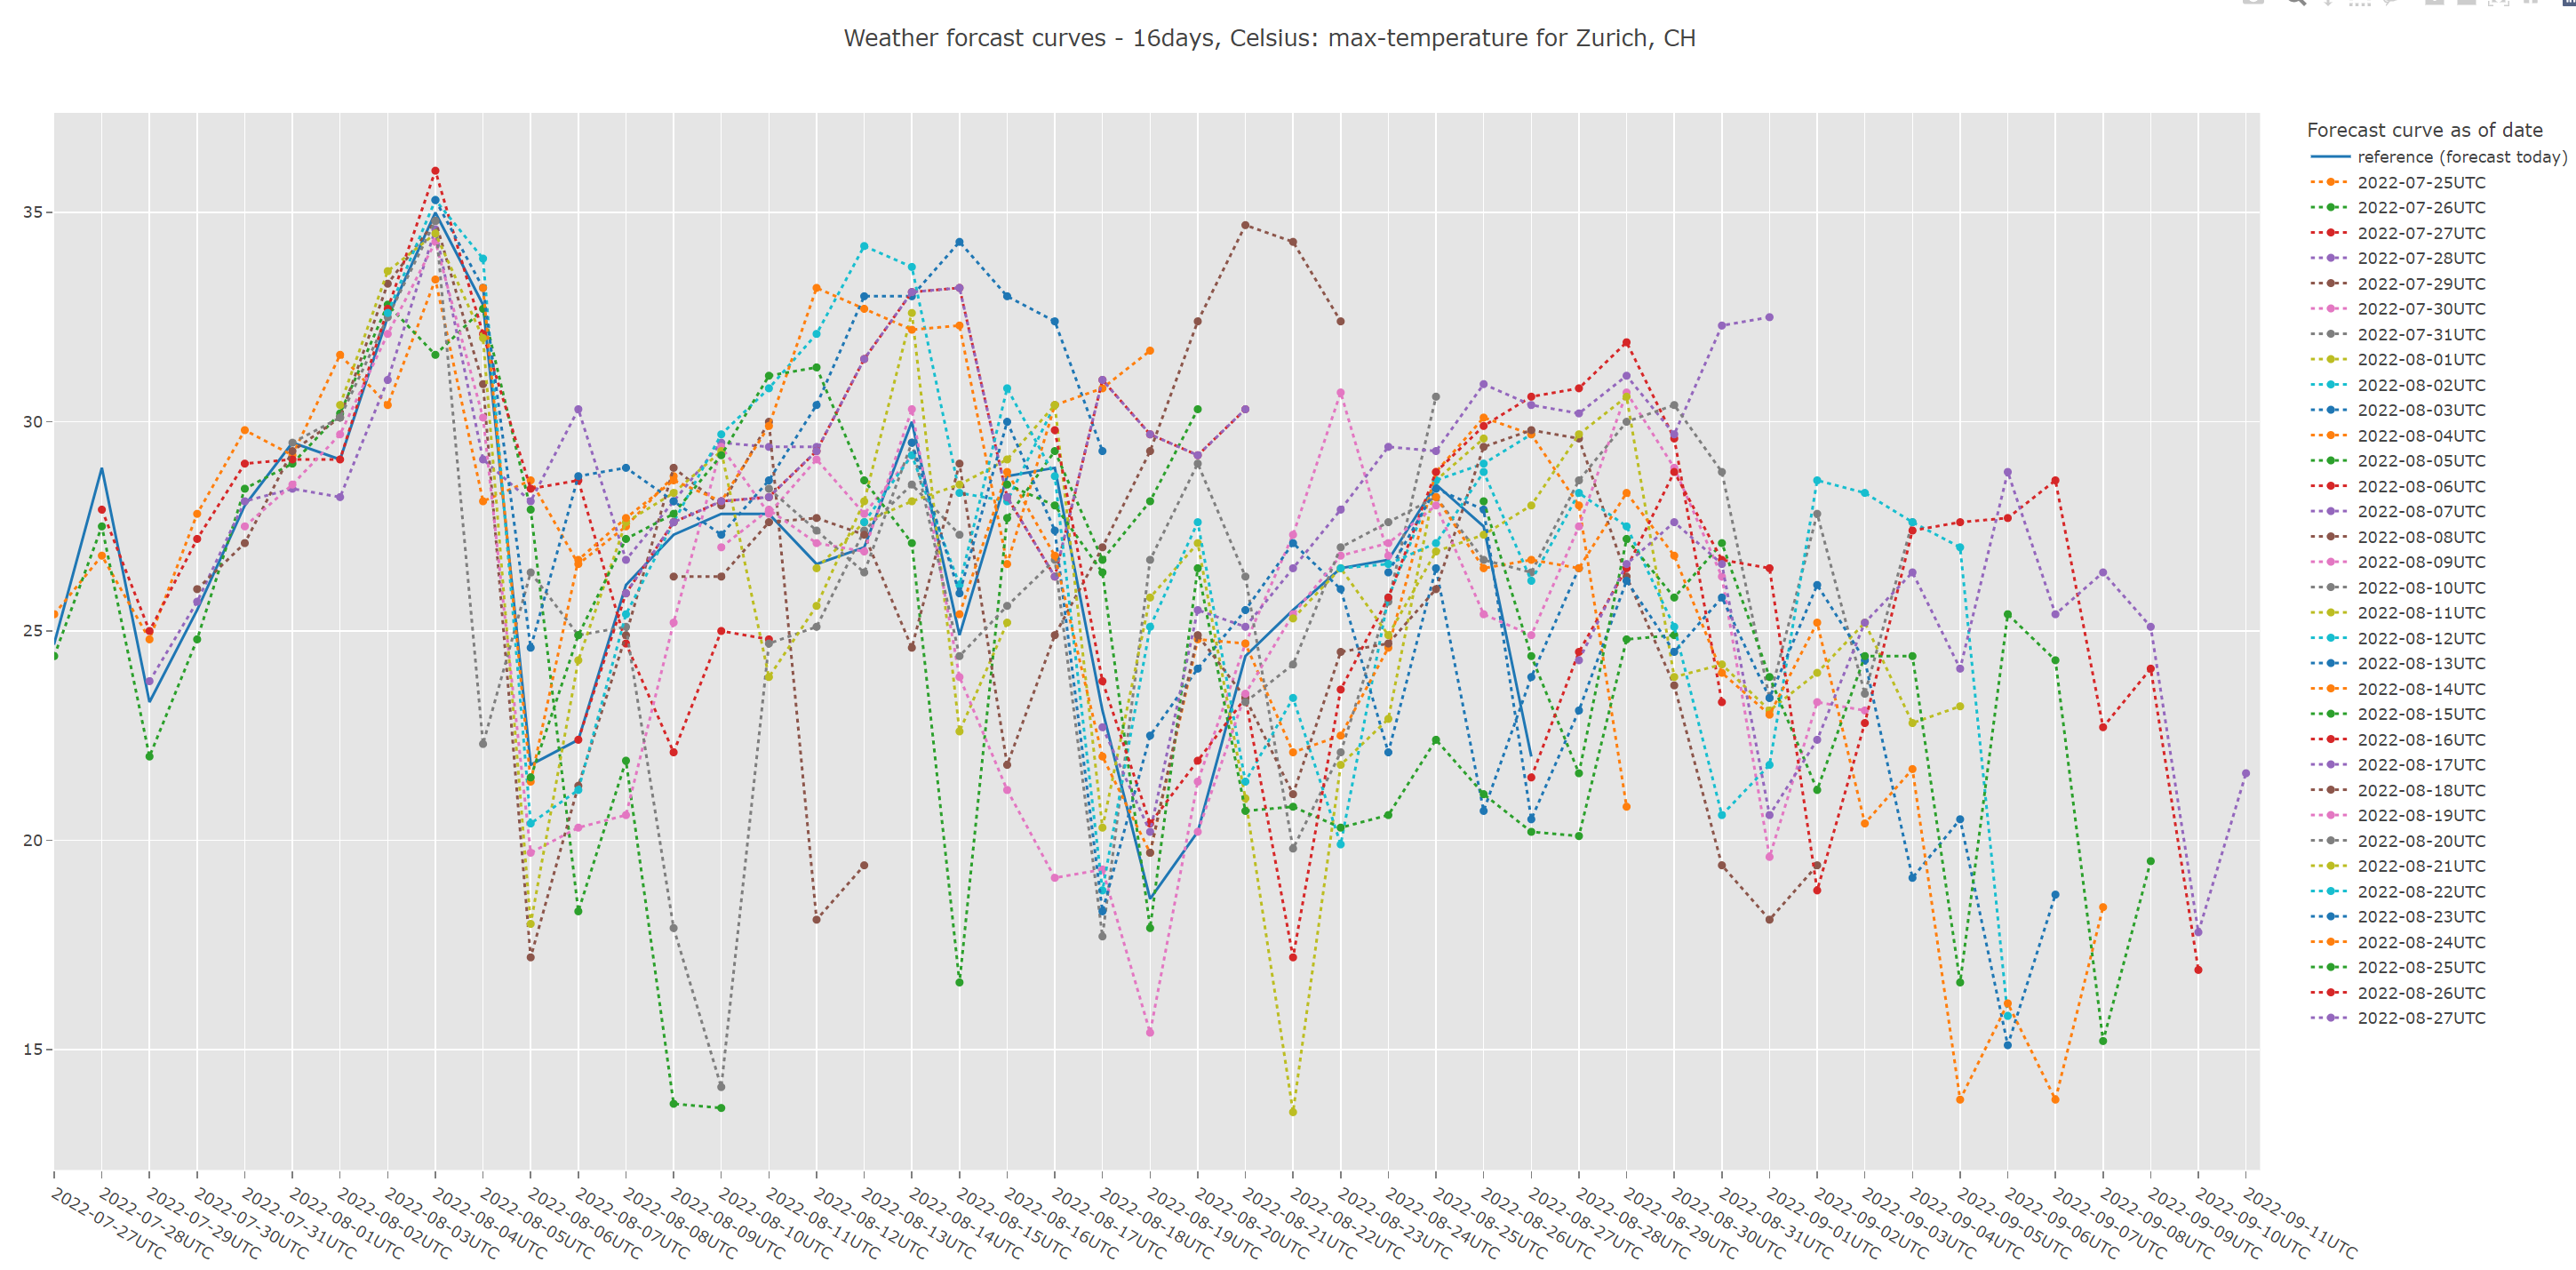 Weather forcast curves - 16days, Celsius: max-temperature for Zurich, CH
Forecast curve as of date
reference (forecast today)
2022-07-25UTC
2022-07-26UTC
2022-07-27UTC
2022-07-28UTC
2022-07-29UTC
2022-07-30UTC
2022-07-31UTC
2022-08-01UTC
2022-08-02UTC
2022-08-03UTC
2022-08-04UTC
2022-08-05UTC
2022-08-06UTC
2022-08-07UTC
2022-08-08UTC
2022-08-09UTC
2022-08-10UTC
2022-08-11UTC
2022-08-12UTC
2022-08-13UTC
2022-08-14UTC
2022-08-15UTC
2022-08-16UTC
2022-08-17UTC
2022-08-18UTC
2022-08-19UTC
2022-08-20UTC
2022-08-21UTC
2022-08-22UTC
2022-08-23UTC
2022-08-24UTC
2022-08-25UTC
2022-08-26UTC
2022-08-27UTC
35
30
25
20
15
2022-07-27UTC
2022-07-28UTC
2022-07-29UTC
2022-07-30UTC
2022-07-31UTC
2022-08-01UTC
2022-08-02UTC
2022-08-03UTC
2022-08-04UTC
2022-08-05UTC
2022-08-06UTC
2022-08-07UTC
2022-08-08UTC
2022-08-09UTC
2022-08-10UTC
2022-08-11UTC
2022-08-12UTC
2022-08-13UTC
2022-08-14UTC
2022-08-15UTC
2022-08-16UTC
2022-08-17UTC
2022-08-18UTC
2022-08-19UTC
2022-08-20UTC
2022-08-21UTC
2022-08-22UTC
2022-08-23UTC
2022-08-24UTC
2022-08-25UTC
2022-08-26UTC
2022-08-27UTC
2022-08-28UTC
2022-08-29UTC
2022-08-30UTC
2022-08-31UTC
2022-09-01UTC
2022-09-02UTC
2022-09-03UTC
2022-09-04UTC
2022-09-05UTC
2022-09-06UTC
2022-09-07UTC
2022-09-08UTC
2022-09-09UTC
2022-09-10UTC
2022-09-11UTC